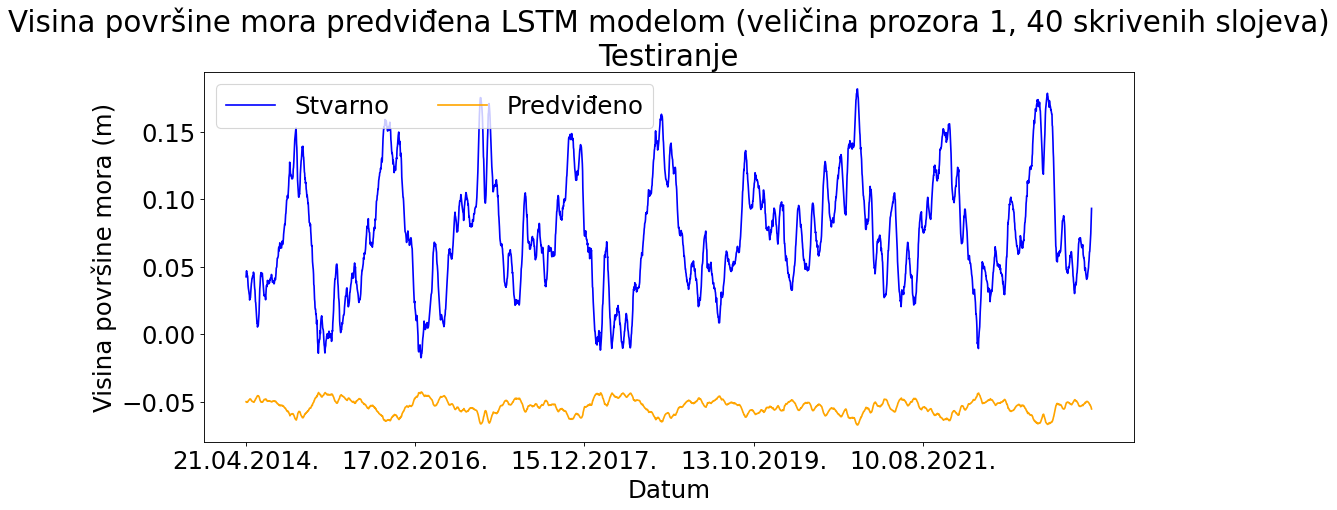 Visina površine mora predviđena LSTM modelom (veličina prozora 1, 40 skrivenih slojeva)
Testiranje
Stvarno Predviđeno
Visina površine mora (m)
0.15
0.10
0.05
0.00
−0.05
21.04.2014. 17.02.2016. 15.12.2017. 13.10.2019. 10.08.2021.
Datum